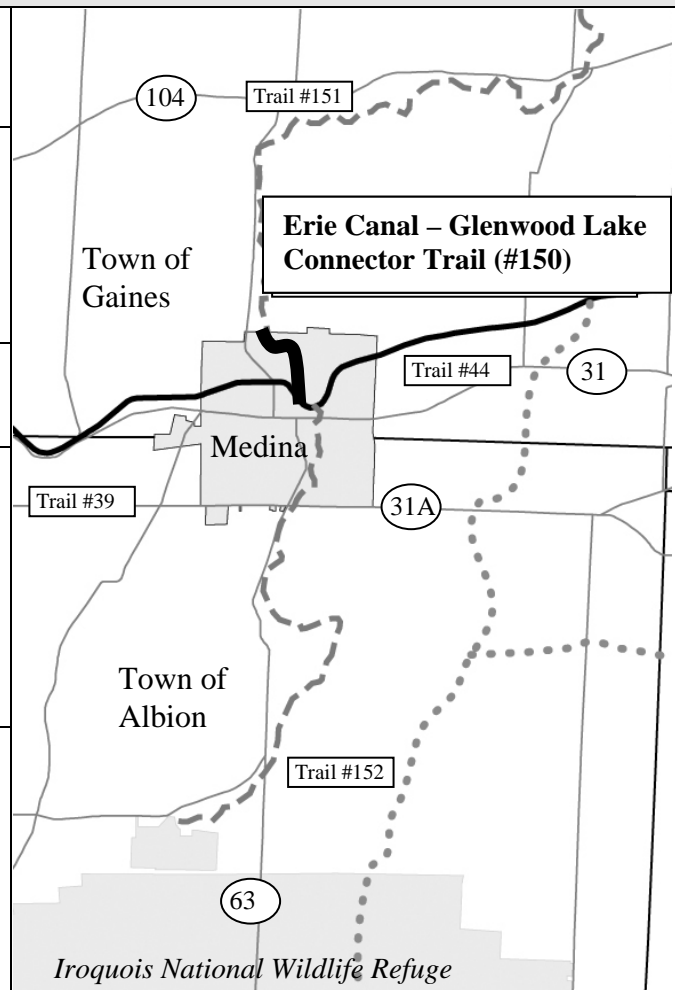 104
Trail #151
Erie Canal – Glenwood Lake
Connector Trail (#150)
Town of
Gaines
Trail #44
31
Medina
Trail #39
31A
Town of
Albion
Trail #152
63
Iroquois National Wildlife Refuge